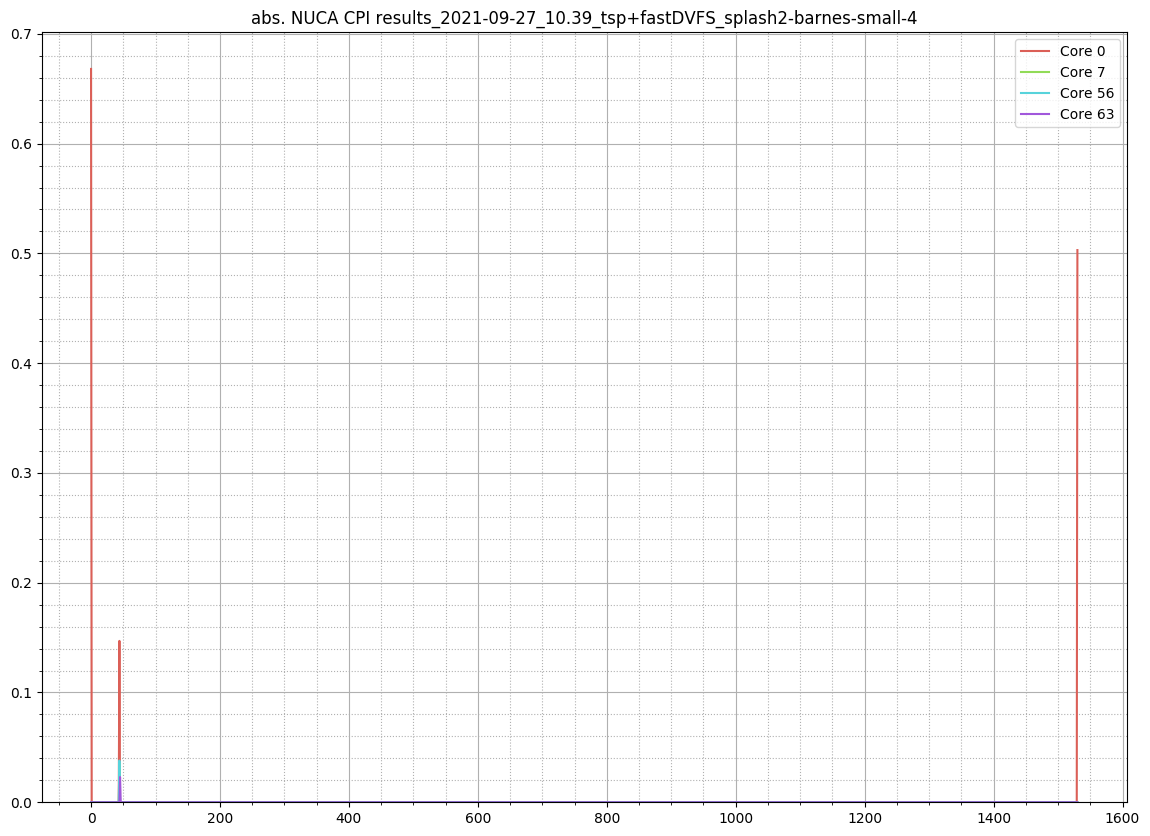 abs. NUCA CPI results_2021-09-27_10.39_tsp+fastDVFS_splash2-barnes-small-4
Core 0
Core 7
Core 56
Core 63
0.7
0.6
0.5
0.4
0.3
0.2
0.1
0.0
0 200 400 600 800 1000 1200 1400 1600